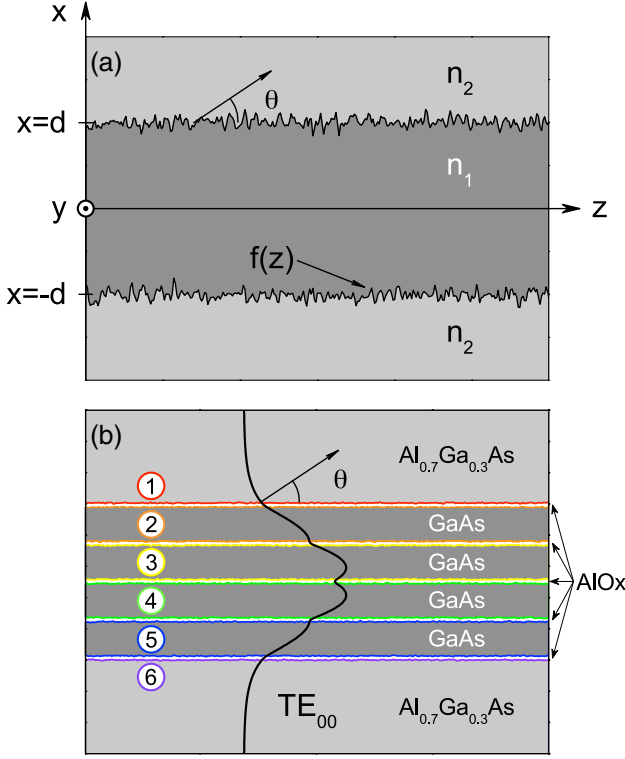 x
(a)
n₂
θ
x=d
n₁
y
z
f(z)
x=-d
n₂
(b)
Al₀.₇Ga₀.₃As
θ
1
2
GaAs
3
GaAs
AlOx
4
GaAs
5
GaAs
6
TE₀₀
Al₀.₇Ga₀.₃As